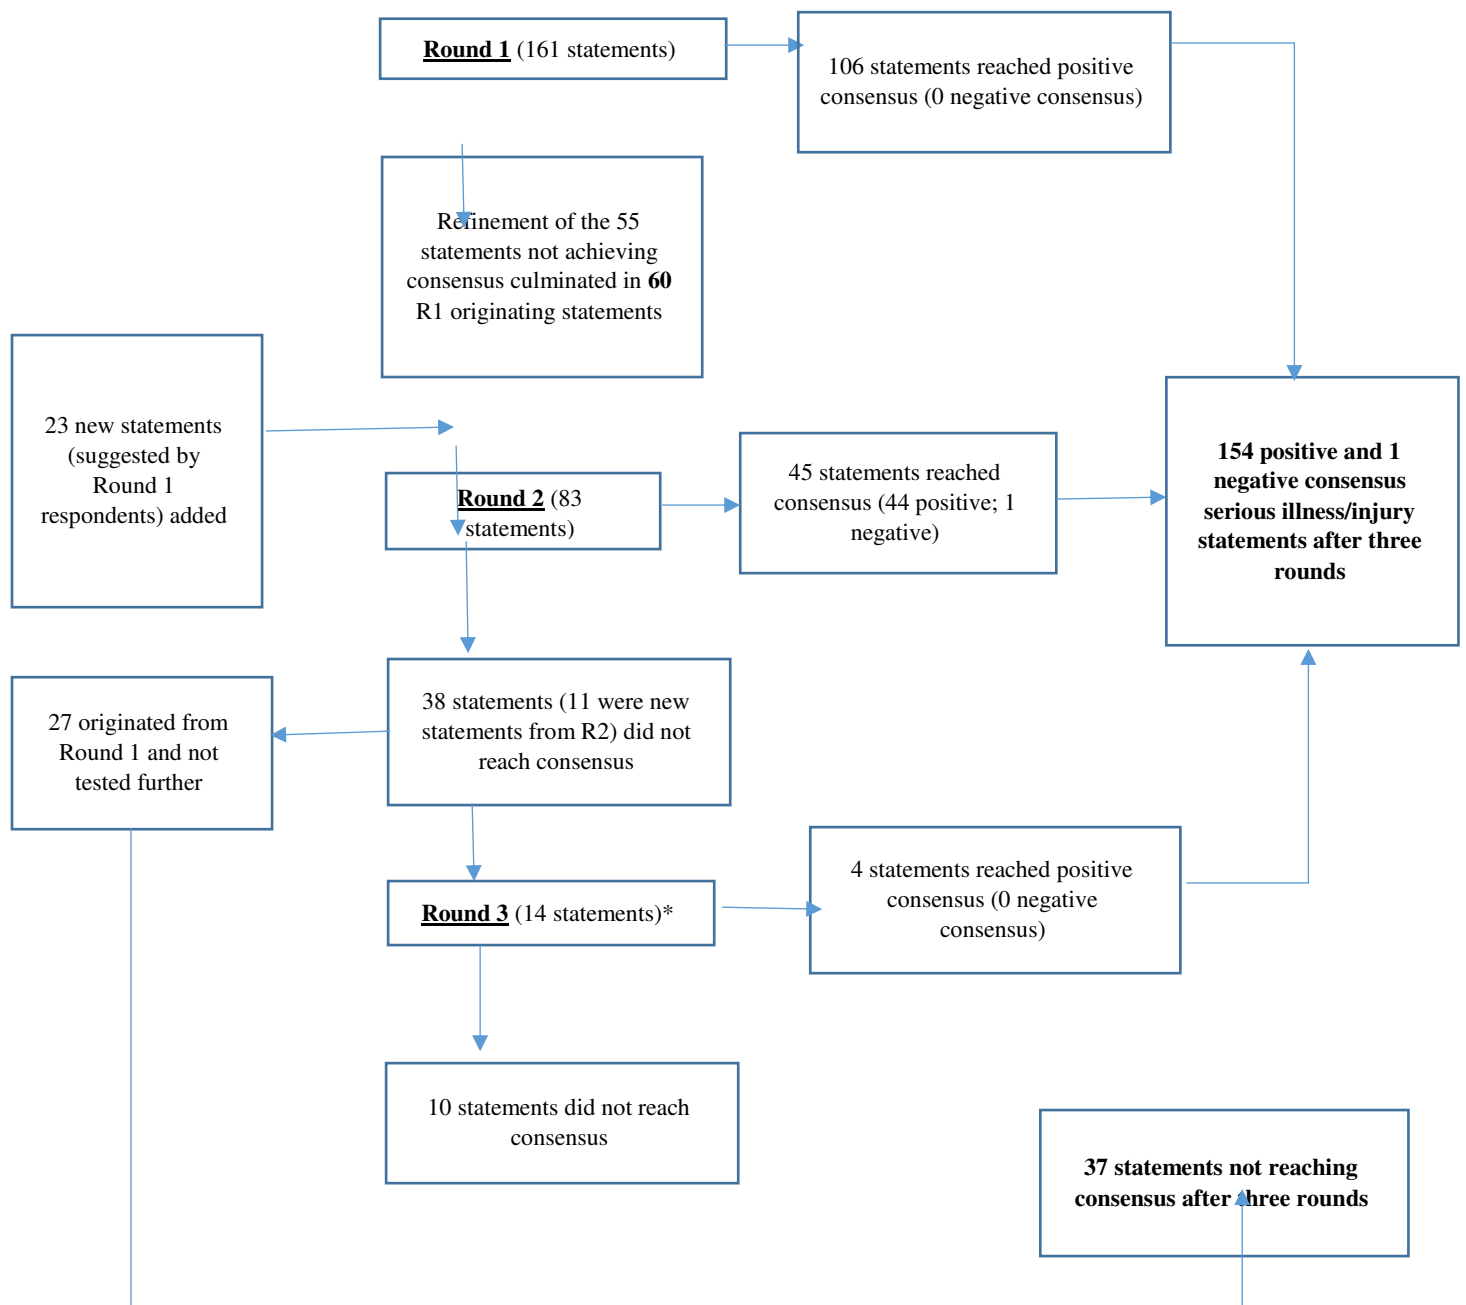 Round 1 (161 statements)
106 statements reached positive
consensus (0 negative consensus)
Refinement of the 55
statements not achieving
consensus culminated in 60
R1 originating statements
23 new statements
(suggested by
Round 1
respondents) added
Round 2 (83
statements)
45 statements reached
consensus (44 positive; 1
negative)
154 positive and 1
negative consensus
serious illness/injury
statements after three
rounds
27 originated from
Round 1 and not
tested further
38 statements (11 were new
statements from R2) did not
reach consensus
Round 3 (14 statements)*
4 statements reached positive
consensus (0 negative
consensus)
10 statements did not reach
consensus
37 statements not reaching
consensus after three rounds